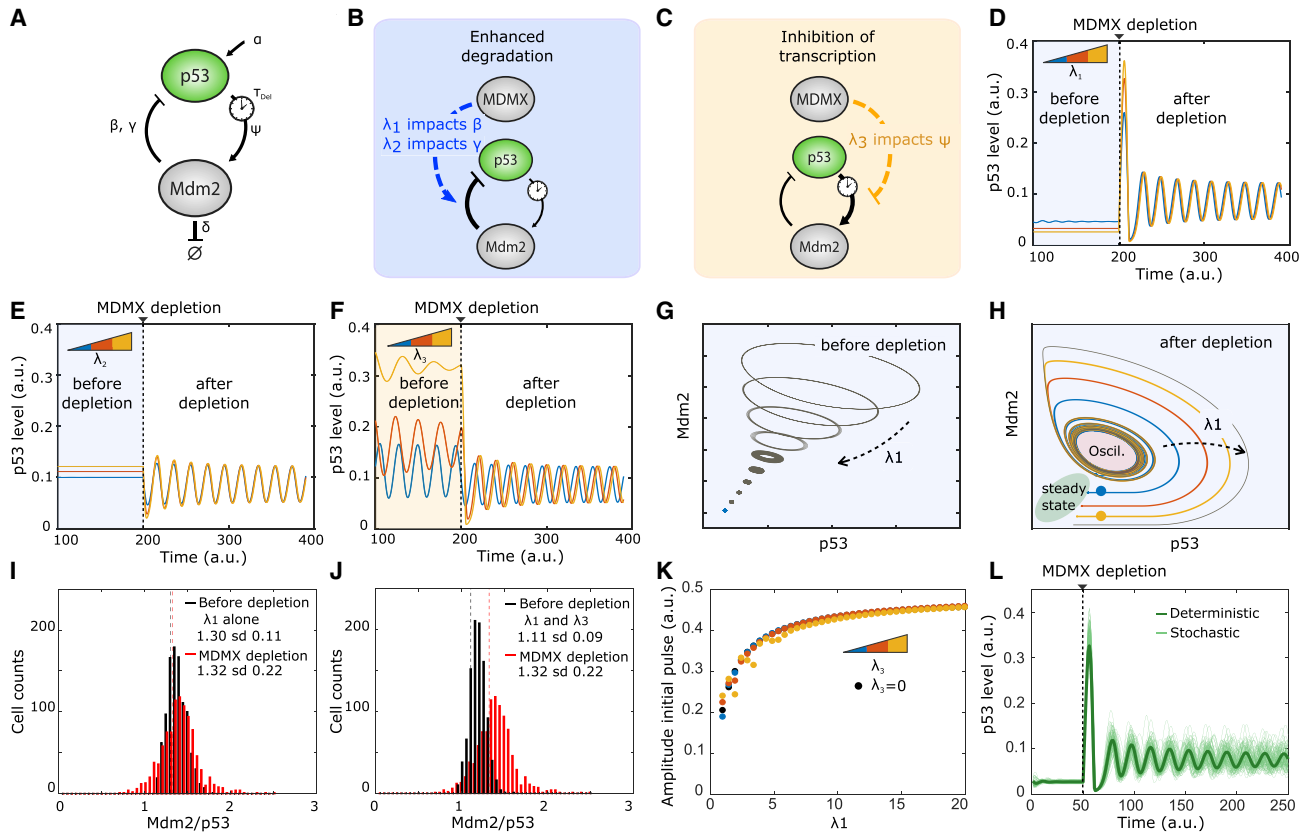 A
p53
α
TDel
β, γ
ψ
Mdm2
δ
∅
B
Enhanced
degradation
MDMX
λ1 impacts β
λ2 impacts γ
p53
Mdm2
C
Inhibition of
transcription
MDMX
λ3 impacts ψ
p53
Mdm2
D
MDMX depletion
p53 level (a.u.)
0.4
0.3
0.2
0.1
0
λ1
before
depletion
after
depletion
100
200
300
400
Time (a.u.)
E
MDMX depletion
p53 level (a.u.)
0.4
0.3
0.2
0.1
0
λ2
before
depletion
after
depletion
100
200
300
400
Time (a.u.)
F
MDMX depletion
p53 level (a.u.)
0.4
0.3
0.2
0.1
0
λ3
before
depletion
after
depletion
100
200
300
400
Time (a.u.)
G
before depletion
Mdm2
λ1
p53
H
after depletion
Mdm2
λ1
Oscil.
steady
state
p53
I
Cell counts
200
100
0
Before depletion
λ1 alone
1.30 sd 0.11
MDMX depletion
1.32 sd 0.22
0
1
2
3
Mdm2/p53
J
Cell counts
200
100
0
Before depletion
λ1 and λ3
1.11 sd 0.09
MDMX depletion
1.32 sd 0.22
0
1
2
3
Mdm2/p53
K
Amplitude initial pulse (a.u.)
0.5
0.4
0.3
0.2
0.1
0
λ3
λ3=0
0
5
10
15
20
λ1
L
MDMX depletion
p53 level (a.u.)
0.4
0.3
0.2
0.1
0
Deterministic
Stochastic
0
50
100
150
200
250
Time (a.u.)